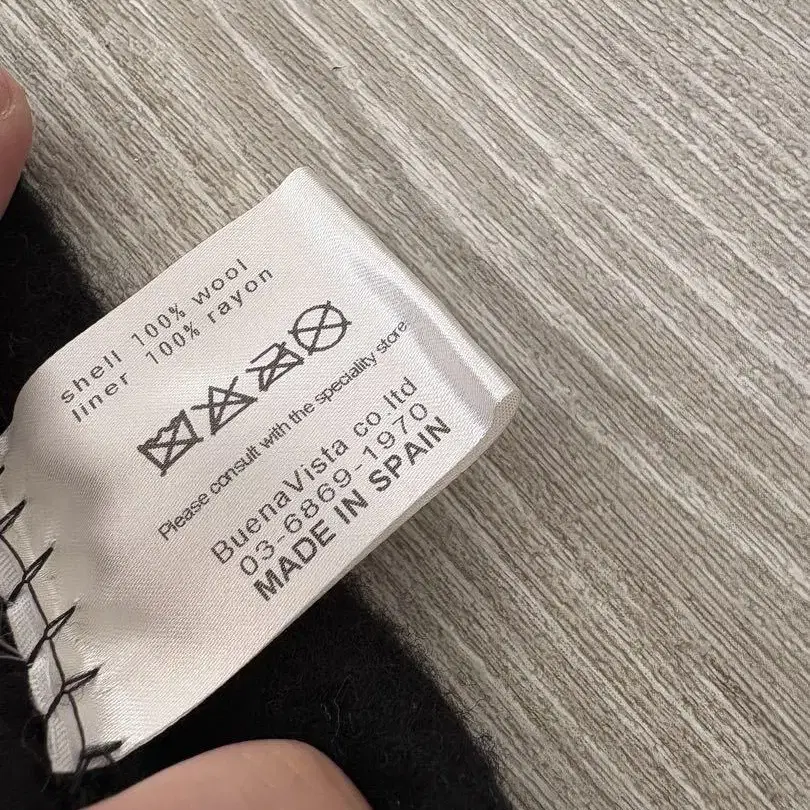 shell 100% wool
liner 100% rayon
Please consult with the speciality store.
BuenaVista co.ltd
03-6869-1970
MADE IN SPAIN